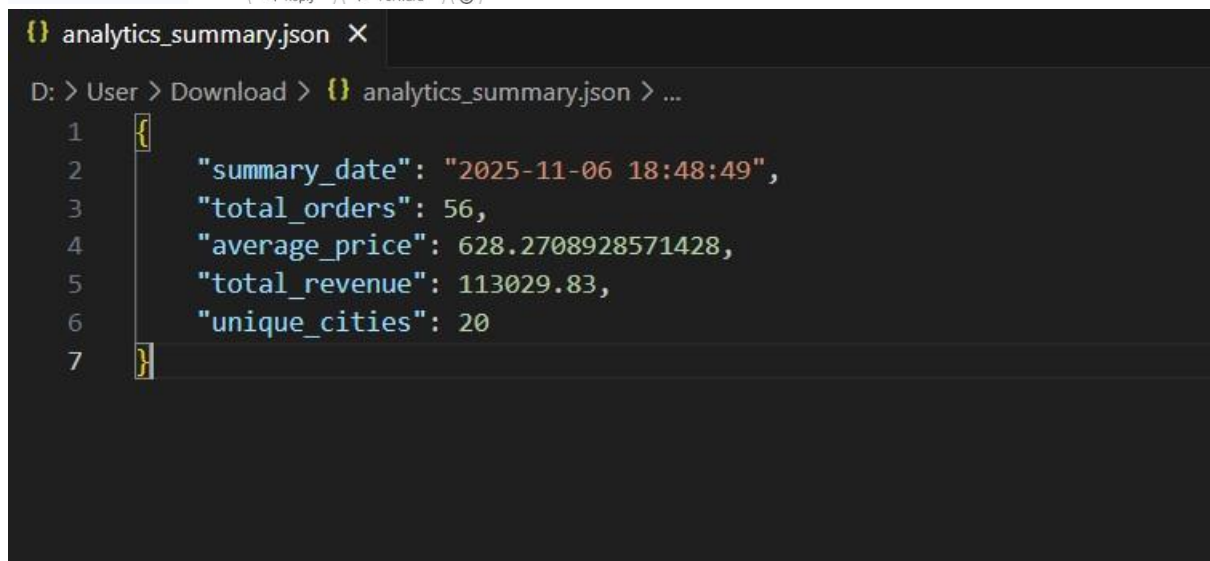 {} analytics_summary.json ×
D: > User > Download > {} analytics_summary.json > ...
1 {
2 "summary_date": "2025-11-06 18:48:49",
3 "total_orders": 56,
4 "average_price": 628.2708928571428,
5 "total_revenue": 113029.83,
6 "unique_cities": 20
7 }